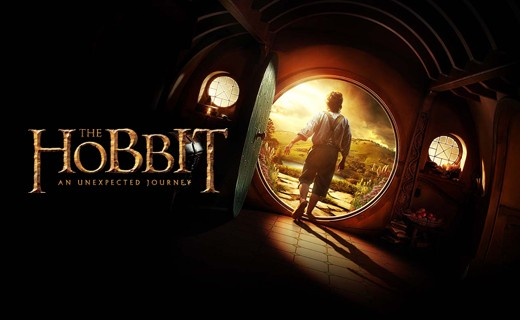 THE
HOBBIT
AN UNEXPECTED JOURNEY